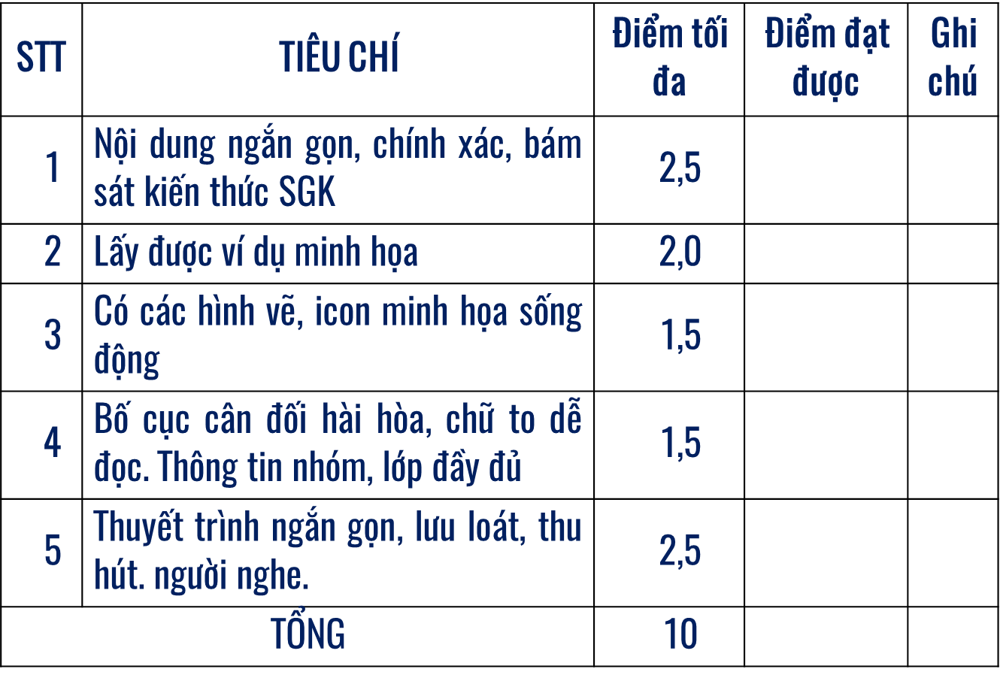 STT TIÊU CHÍ Điểm tối đa Điểm đạt được Ghi chú
1 Nội dung ngắn gọn, chính xác, bám
sát kiến thức SGK 2,5
2 Lấy được ví dụ minh họa 2,0
3 Có các hình vẽ, icon minh họa sống
động 1,5
4 Bố cục cân đối hài hòa, chữ to dễ
đọc. Thông tin nhóm, lớp đầy đủ 1,5
5 Thuyết trình ngắn gọn, lưu loát, thu
hút. người nghe. 2,5
TỔNG 10